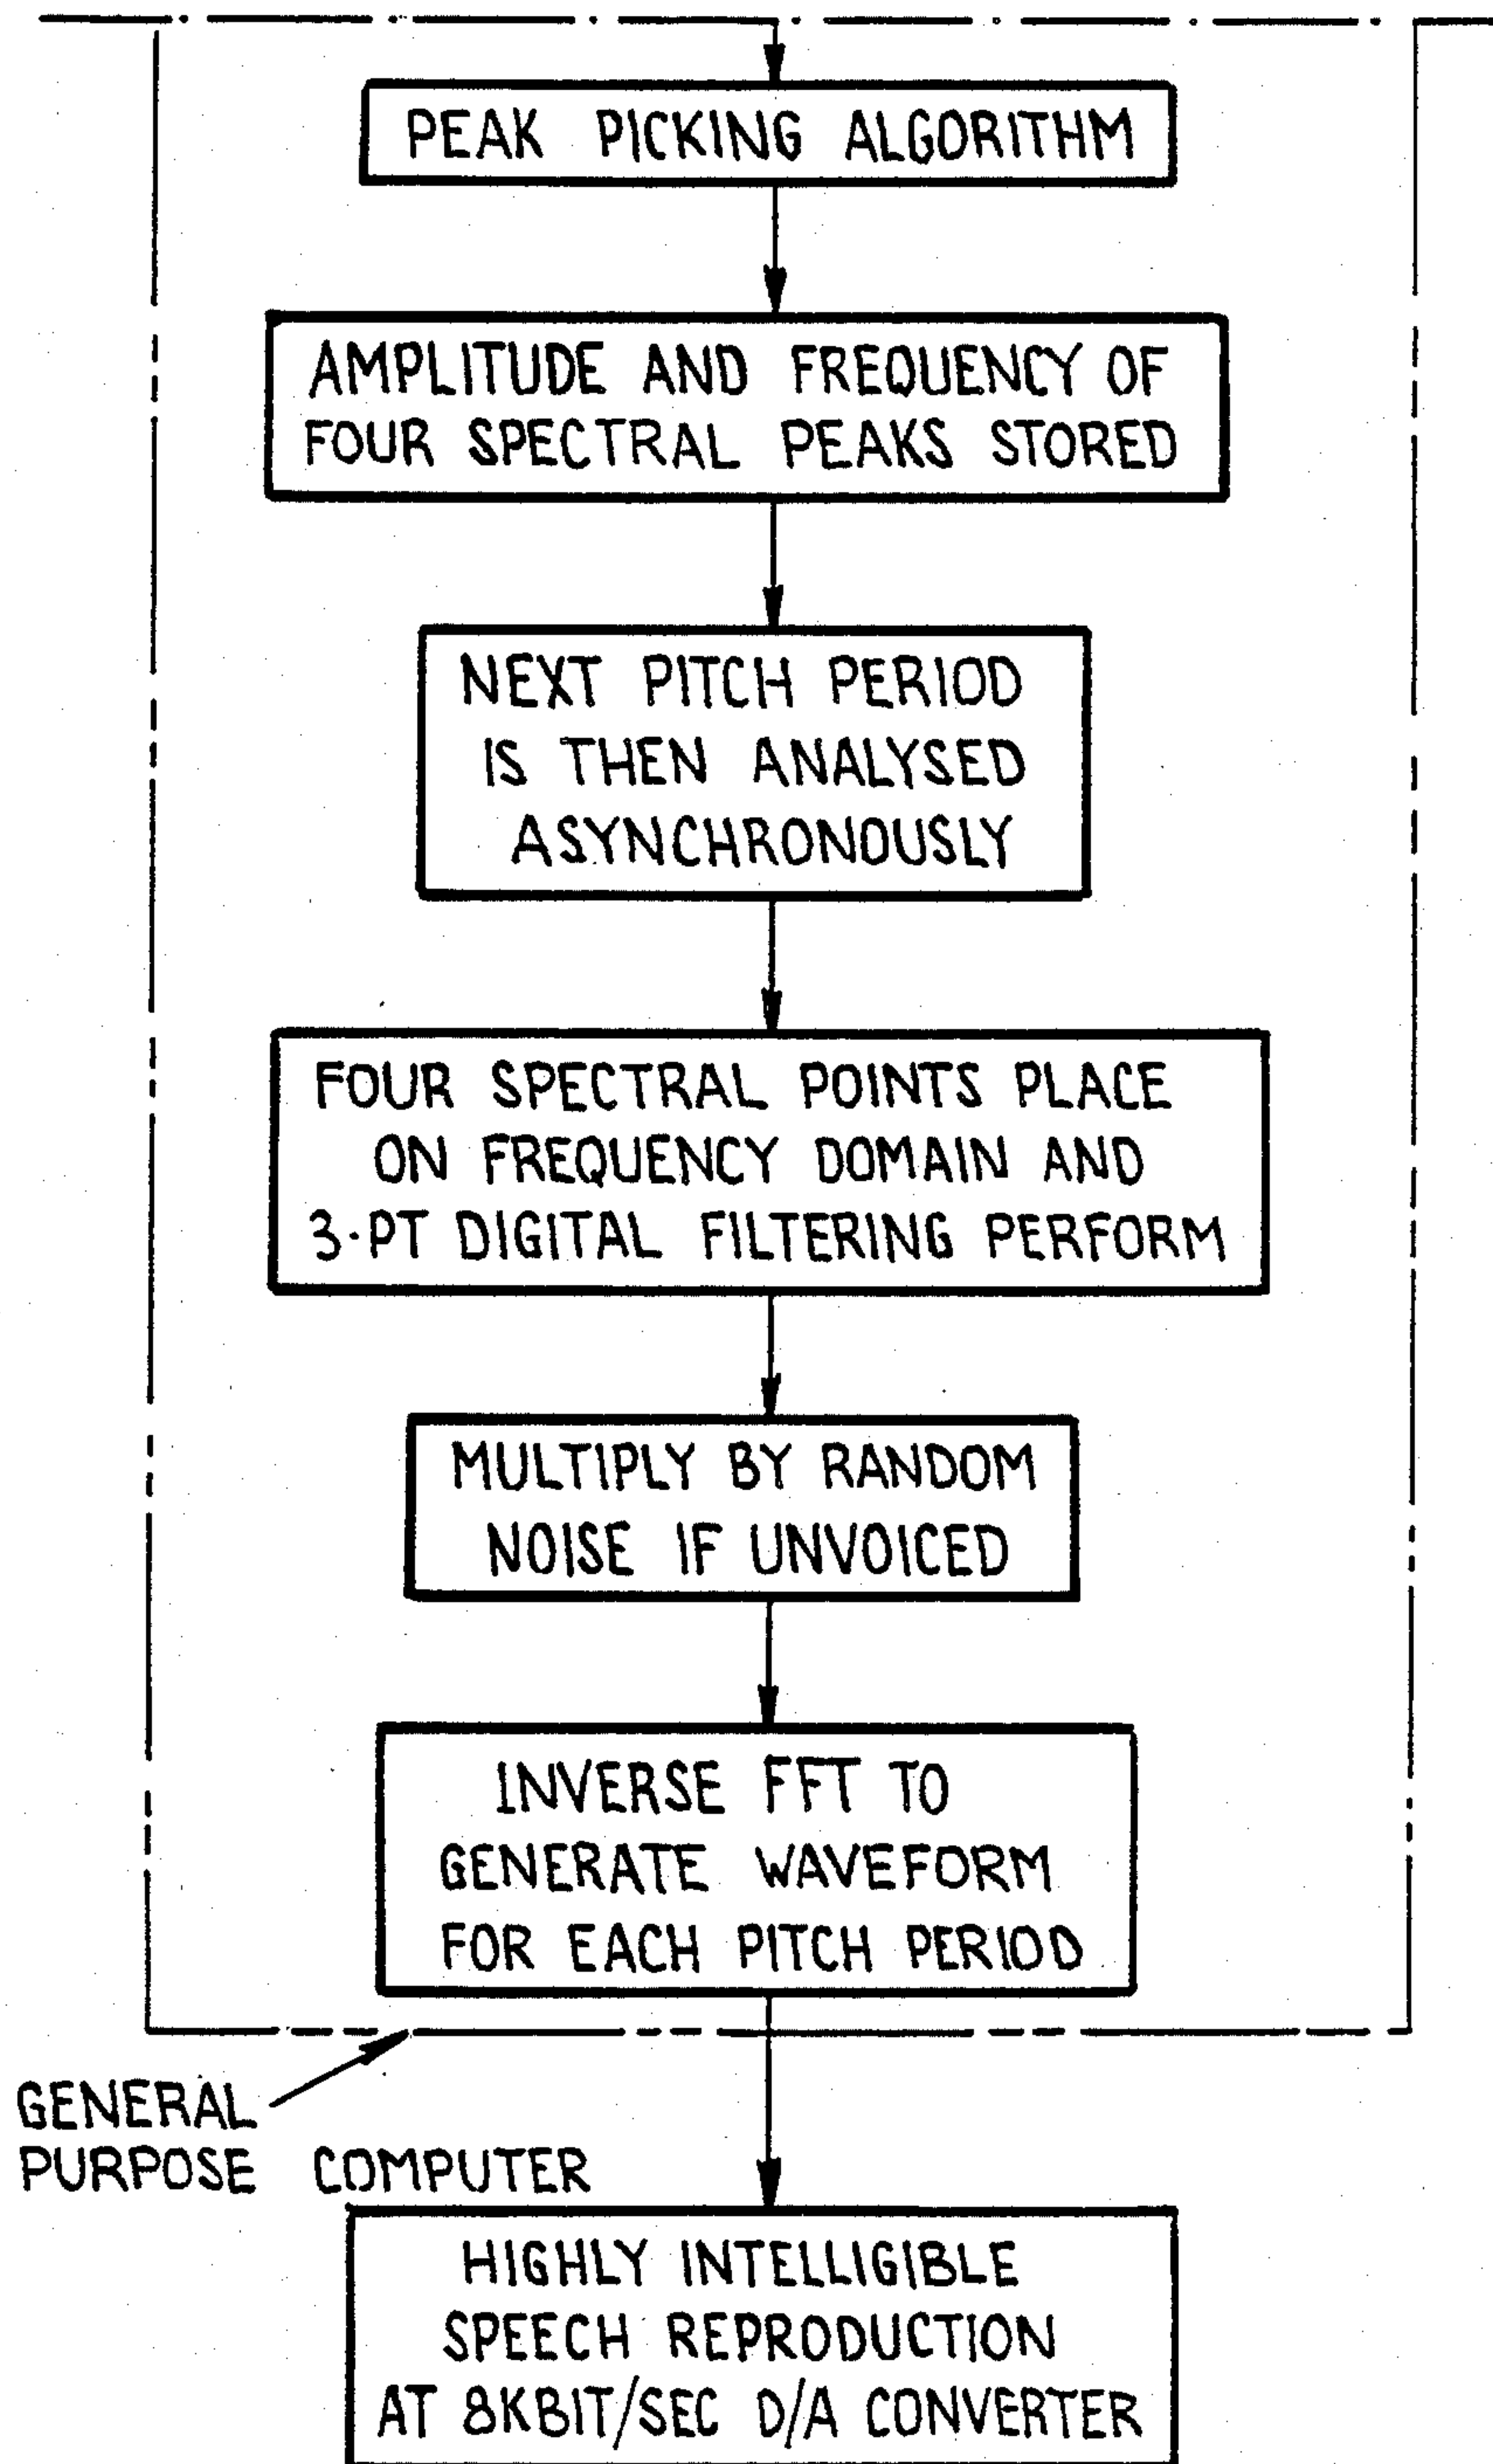 PEAK PICKING ALGORITHM
AMPLITUDE AND FREQUENCY OF
FOUR SPECTRAL PEAKS STORED
NEXT PITCH PERIOD
IS THEN ANALYSED
ASYNCHRONOUSLY
FOUR SPECTRAL POINTS PLACE
ON FREQUENCY DOMAIN AND
3·PT DIGITAL FILTERING PERFORM
MULTIPLY BY RANDOM
NOISE IF UNVOICED
INVERSE FFT TO
GENERATE WAVEFORM
FOR EACH PITCH PERIOD
GENERAL
PURPOSE COMPUTER
HIGHLY INTELLIGIBLE
SPEECH REPRODUCTION
AT 8KBIT/SEC D/A CONVERTER